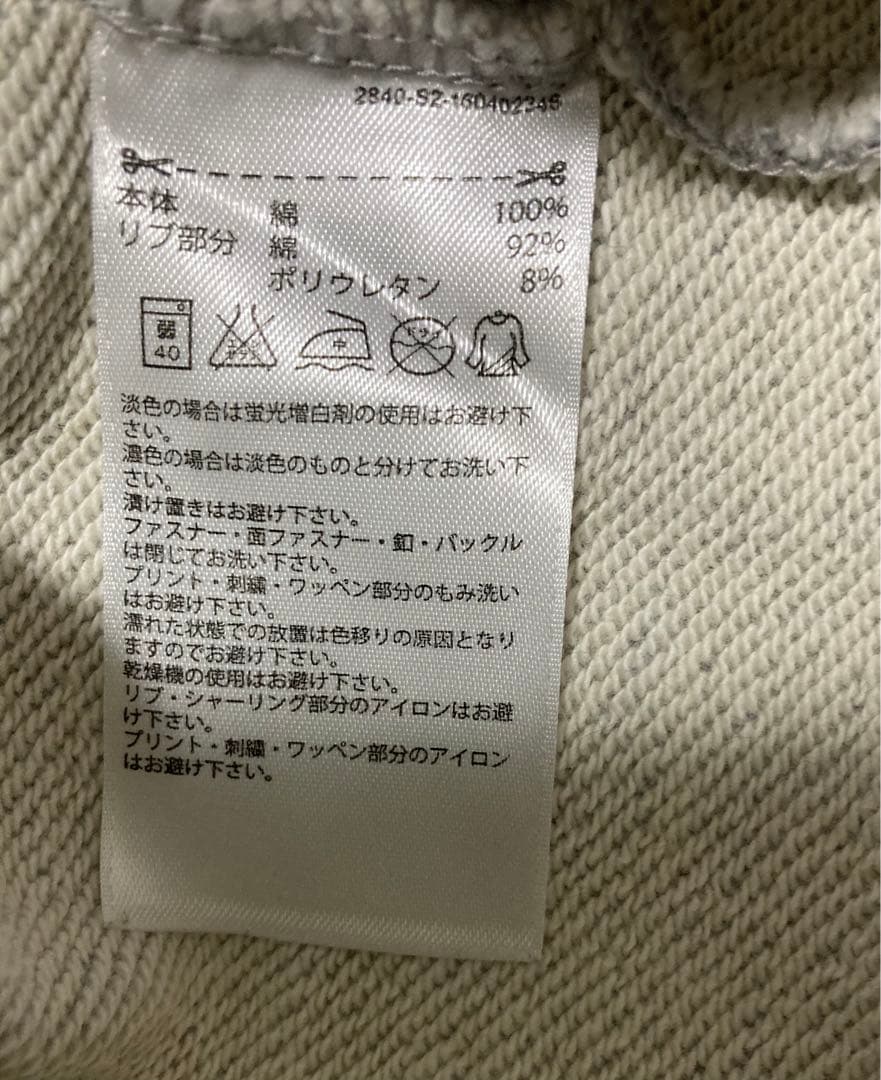 2840-S2-160402346
本体 綿 100%
リブ部分 綿 92%
ポリウレタン 8%
弱
40
エンソ
サラシ
中
ドライ
淡色の場合は蛍光増白剤の使用はお避け下
さい。
濃色の場合は淡色のものと分けてお洗い下
さい。
漬け置きはお避け下さい。
ファスナー・面ファスナー・釦・バックル
は閉じてお洗い下さい。
プリント・刺繍・ワッペン部分のもみ洗い
はお避け下さい。
濡れた状態での放置は色移りの原因となり
ますのでお避け下さい。
乾燥機の使用はお避け下さい。
リブ・シャーリング部分のアイロンはお避
け下さい。
プリント・刺繍・ワッペン部分のアイロン
はお避け下さい。